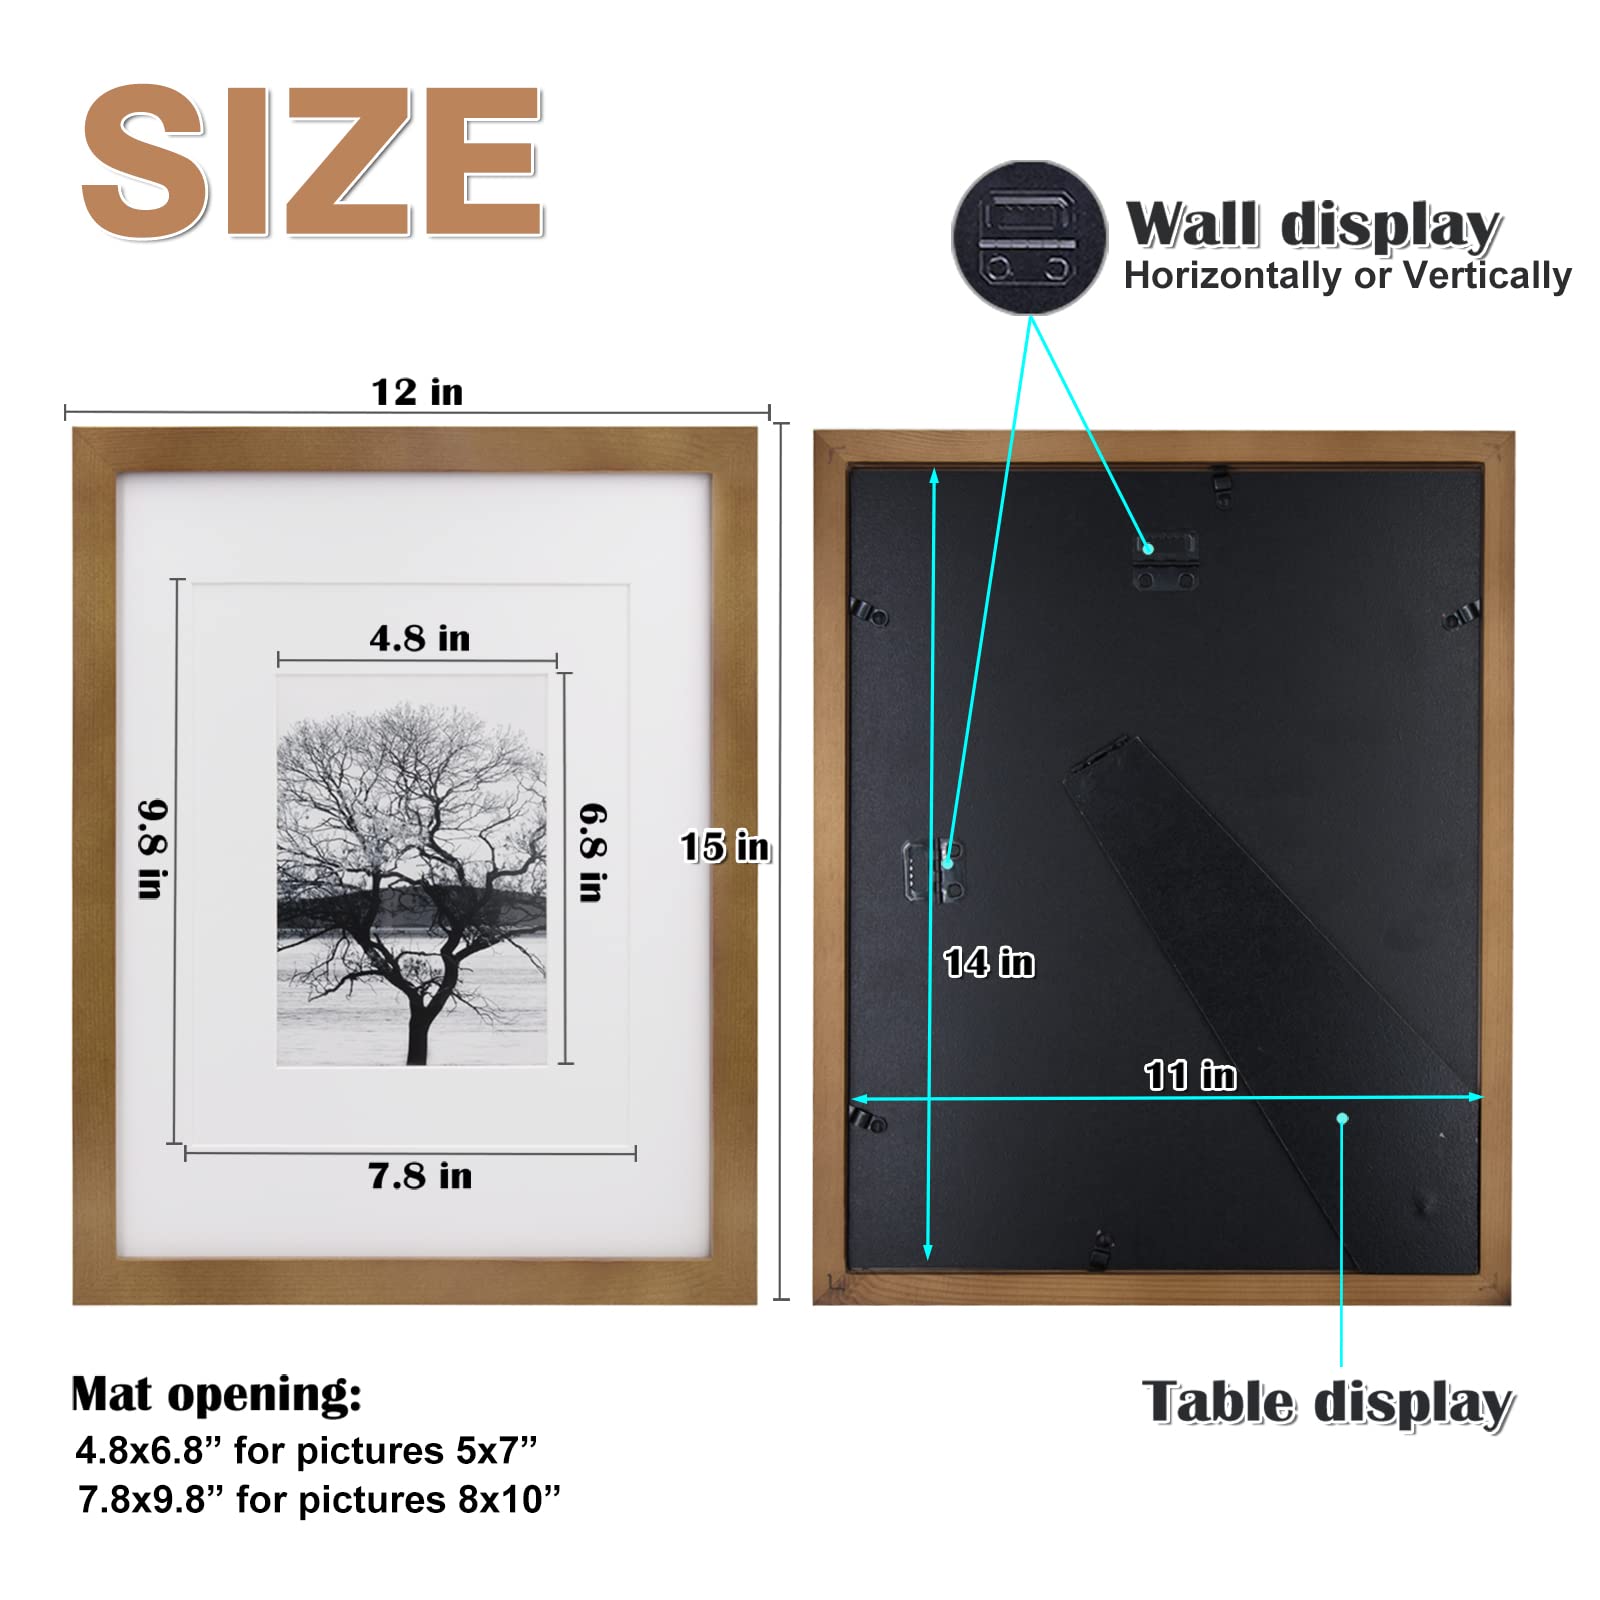 SIZE
Wall display
Horizontally or Vertically
12 in
4.8 in
9.8 in
6.8 in
15 in
14 in
11 in
7.8 in
Mat opening:
4.8x6.8” for pictures 5x7”
7.8x9.8” for pictures 8x10”
Table display